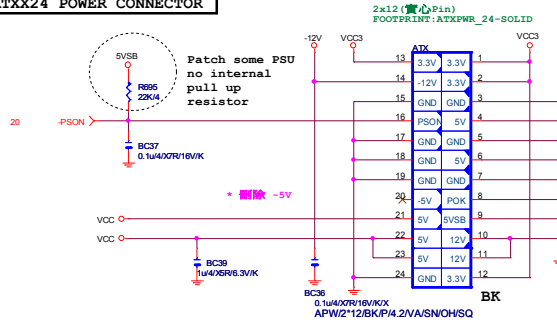 ATXX24 POWER CONNECTOR
2x12(實心Pin)
FOOTPRINT:ATXPWR_24-SOLID
5VSB
Patch some PSU
no internal
pull up
resistor
R695
22K/4
20 -PSON
BC37
0.1u/4/X7R/16V/K
* 刪除 -5V
VCC
VCC
BC39
1u/4/X5R/6.3V/K
-12V
VCC3
VCC3
ATX
13 3.3V 3.3V 1
14 -12V 3.3V 2
15 GND GND 3
16 PSON 5V 4
17 GND GND 5
18 GND 5V 6
19 GND GND 7
20 -5V POK 8
21 5V 5VSB 9
22 5V 12V 10
23 5V 12V 11
24 GND 3.3V 12
BC36
0.1u/4/X7R/16V/K/X
BK
APW/2*12/BK/P/4.2/VA/SN/OH/SQ